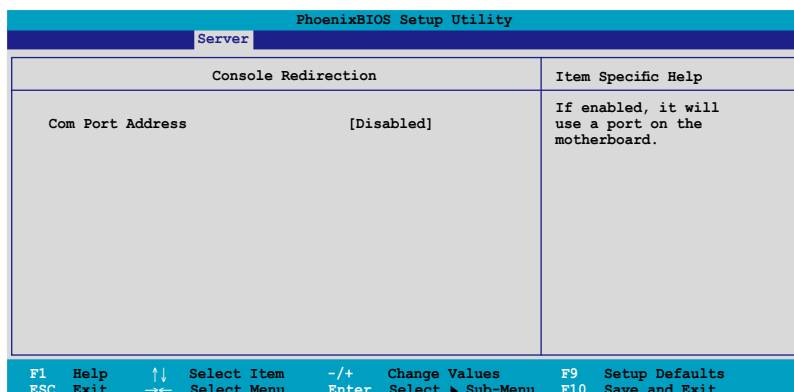 PhoenixBIOS Setup Utility
Server
Console Redirection
Item Specific Help
Com Port Address [Disabled]
If enabled, it will
use a port on the
motherboard.
F1 Help ↑↓ Select Item -/+ Change Values F9 Setup Defaults
ESC Exit →← Select Menu Enter Select ▶ Sub-Menu F10 Save and Exit